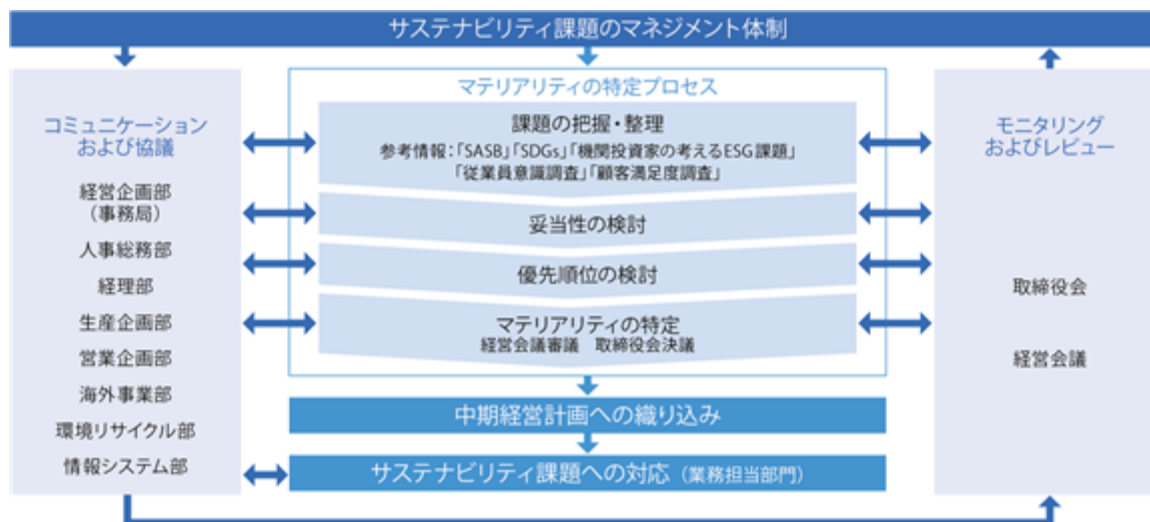 サステナビリティ課題のマネジメント体制
コミュニケーション
および協議
経営企画部
(事務局)
人事総務部
経理部
生産企画部
営業企画部
海外事業部
環境リサイクル部
情報システム部
マテリアリティの特定プロセス
課題の把握・整理
参考情報:「SASB」「SDGs」「機関投資家の考えるESG課題」
「従業員意識調査」「顧客満足度調査」
妥当性の検討
優先順位の検討
マテリアリティの特定
経営会議審議 取締役会決議
中期経営計画への織り込み
サステナビリティ課題への対応(業務担当部門)
モニタリング
およびレビュー
取締役会
経営会議